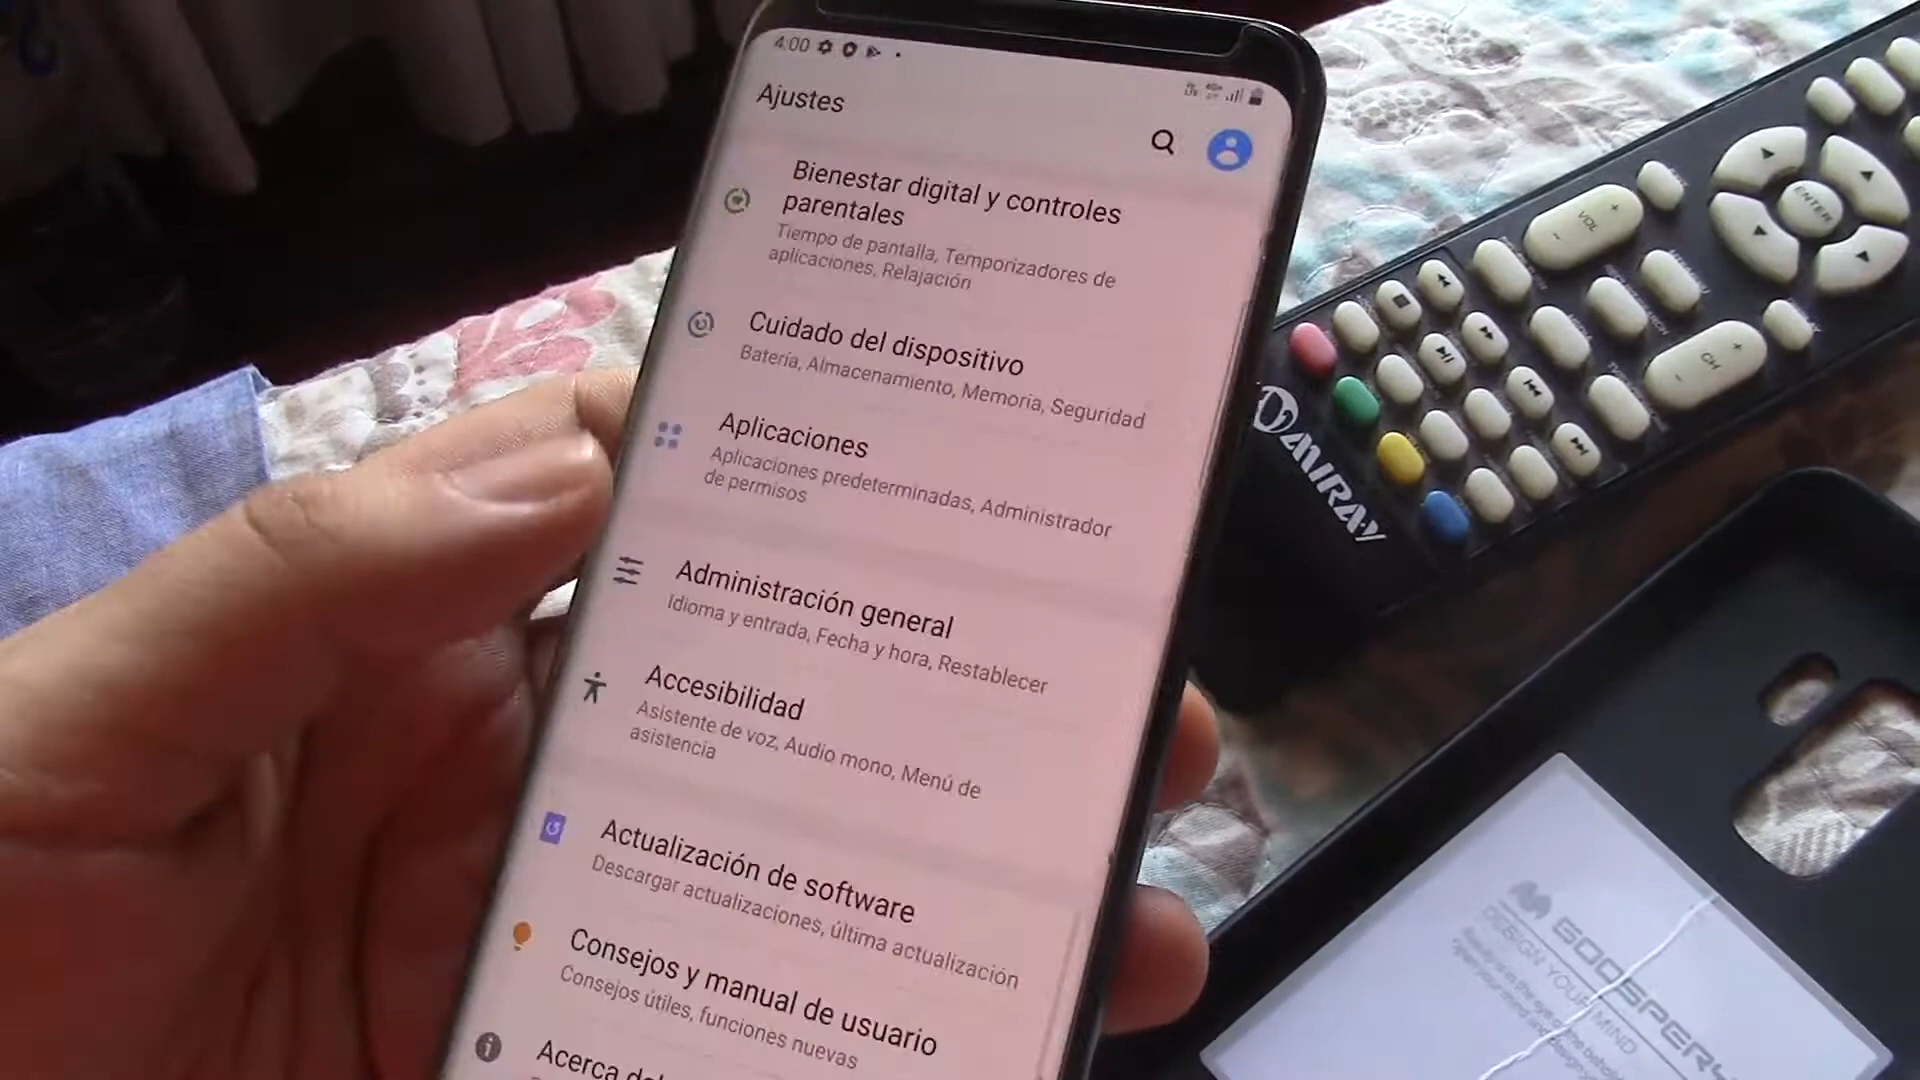 4:00
Ajustes
Bienestar digital y controles
parentales
Tiempo de pantalla, Temporizadores de
aplicaciones, Relajación
Cuidado del dispositivo
Batería, Almacenamiento, Memoria, Seguridad
Aplicaciones
Aplicaciones predeterminadas, Administrador
de permisos
Administración general
Idioma y entrada, Fecha y hora, Restablecer
Accesibilidad
Asistente de voz, Audio mono, Menú de
asistencia
Actualización de software
Descargar actualizaciones, última actualización
Consejos y manual de usuario
Consejos útiles, funciones nuevas
Acerca del
ENTER
+
VOL
-
+
CH
-
GOOSPERY
DESIGN YOUR MIND